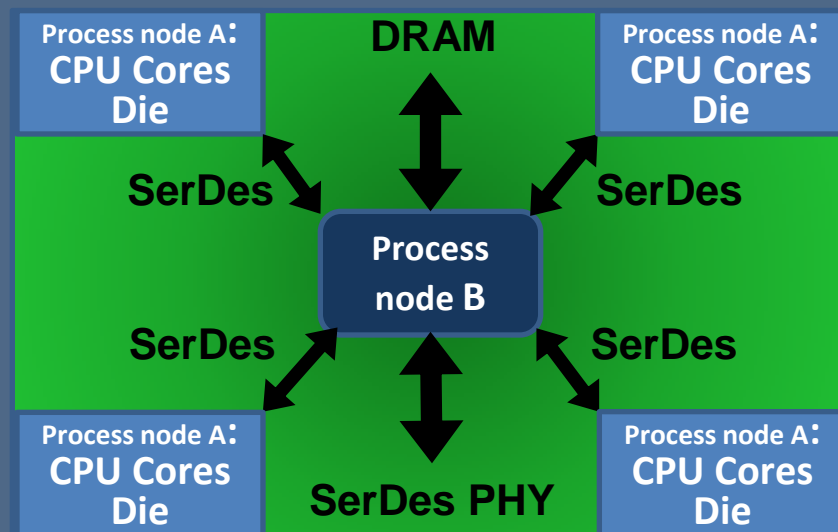 Process node A:
CPU Cores
Die
DRAM
Process node A:
CPU Cores
Die
SerDes
SerDes
Process
node B
SerDes
SerDes
Process node A:
CPU Cores
Die
SerDes PHY
Process node A:
CPU Cores
Die